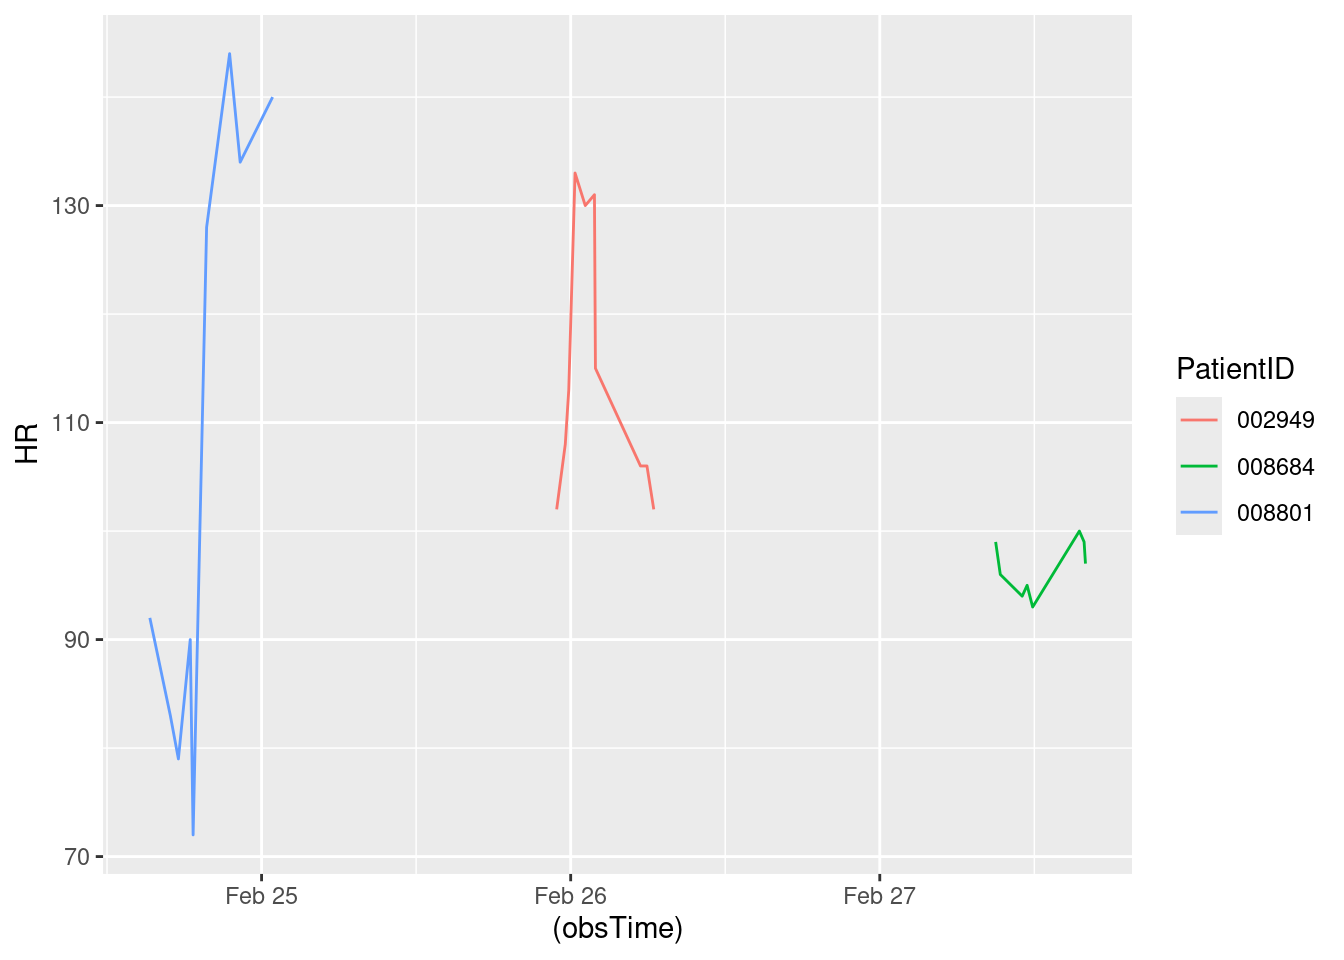 130
110
90
70
HR
Feb 25
Feb 26
Feb 27
(obsTime)
PatientID
002949
008684
008801